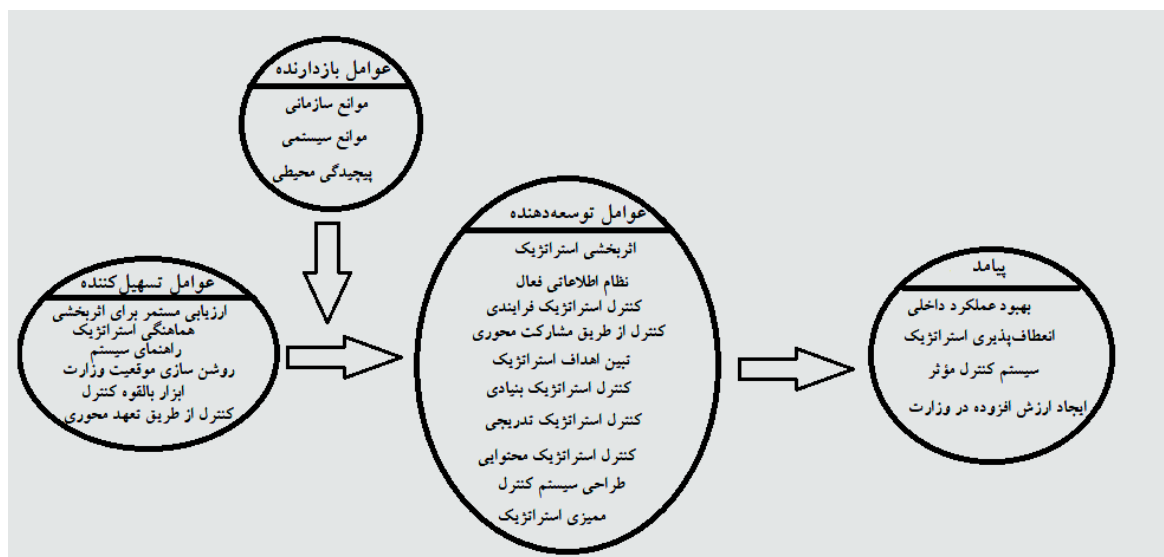 عوامل بازدارنده
موانع سازمانی
موانع سیستمی
پیچیدگی محیطی
عوامل تسهیل‌کننده
ارزیابی مستمر برای اثربخشی
هماهنگی استراتژیک
راهنمای سیستم
روشن سازی موقعیت وزارت
ابزار بالقوه کنترل
کنترل از طریق تعهد محوری
عوامل توسعه‌دهنده
اثربخشی استراتژیک
نظام اطلاعاتی فعال
کنترل استراتژیک فرایندی
کنترل از طریق مشارکت محوری
تبین اهداف استراتژیک
کنترل استراتژیک بنیادی
کنترل استراتژیک تدریجی
کنترل استراتژیک محتوایی
طراحی سیستم کنترل
ممیزی استراتژیک
پیامد
بهبود عملکرد داخلی
انعطاف‌پذیری استراتژیک
سیستم کنترل مؤثر
ایجاد ارزش افزوده در وزارت